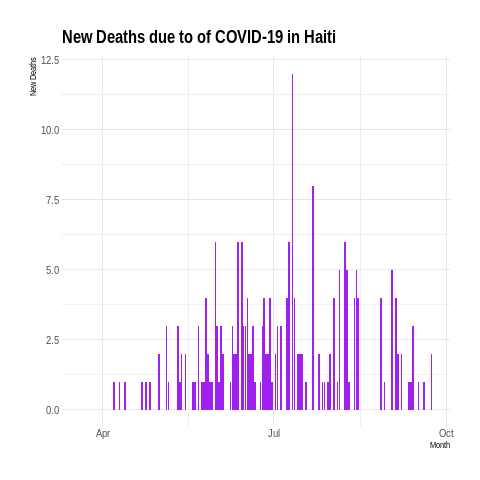 New Deaths due to of COVID-19 in Haiti
New Deaths
12.5
10.0
7.5
5.0
2.5
0.0
Apr
Jul
Oct
Month